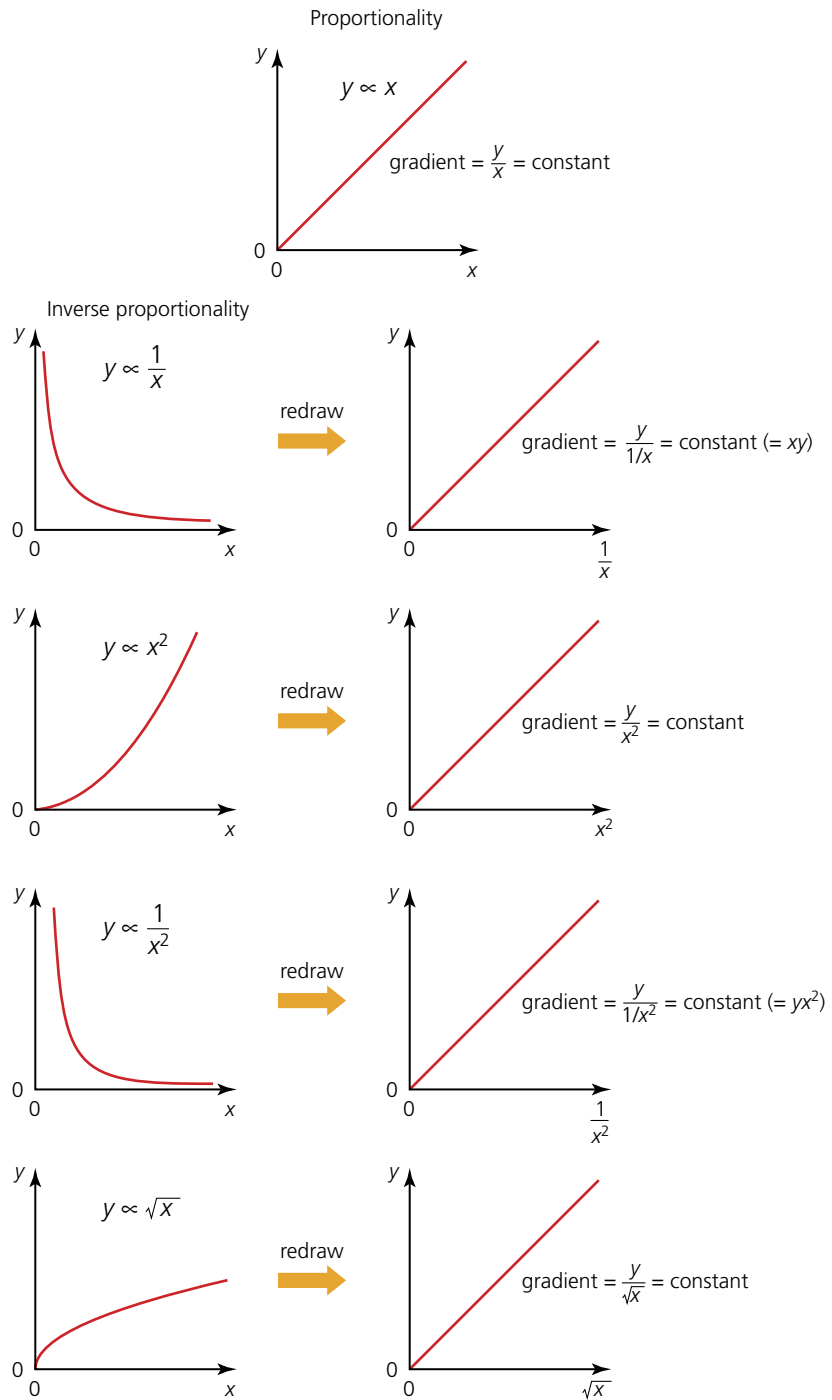 Proportionality
y
y ∝ x
gradient = y/x = constant
0
0
x
Inverse proportionality
y
y ∝ 1/x
0
0
x
redraw
y
gradient = y/(1/x) = constant (= xy)
0
0
1/x
y
y ∝ x²
0
0
x
redraw
y
gradient = y/x² = constant
0
0
x²
y
y ∝ 1/x²
0
0
x
redraw
y
gradient = y/(1/x²) = constant (= yx²)
0
0
1/x²
y
y ∝ √x
0
0
x
redraw
y
gradient = y/√x = constant
0
0
√x